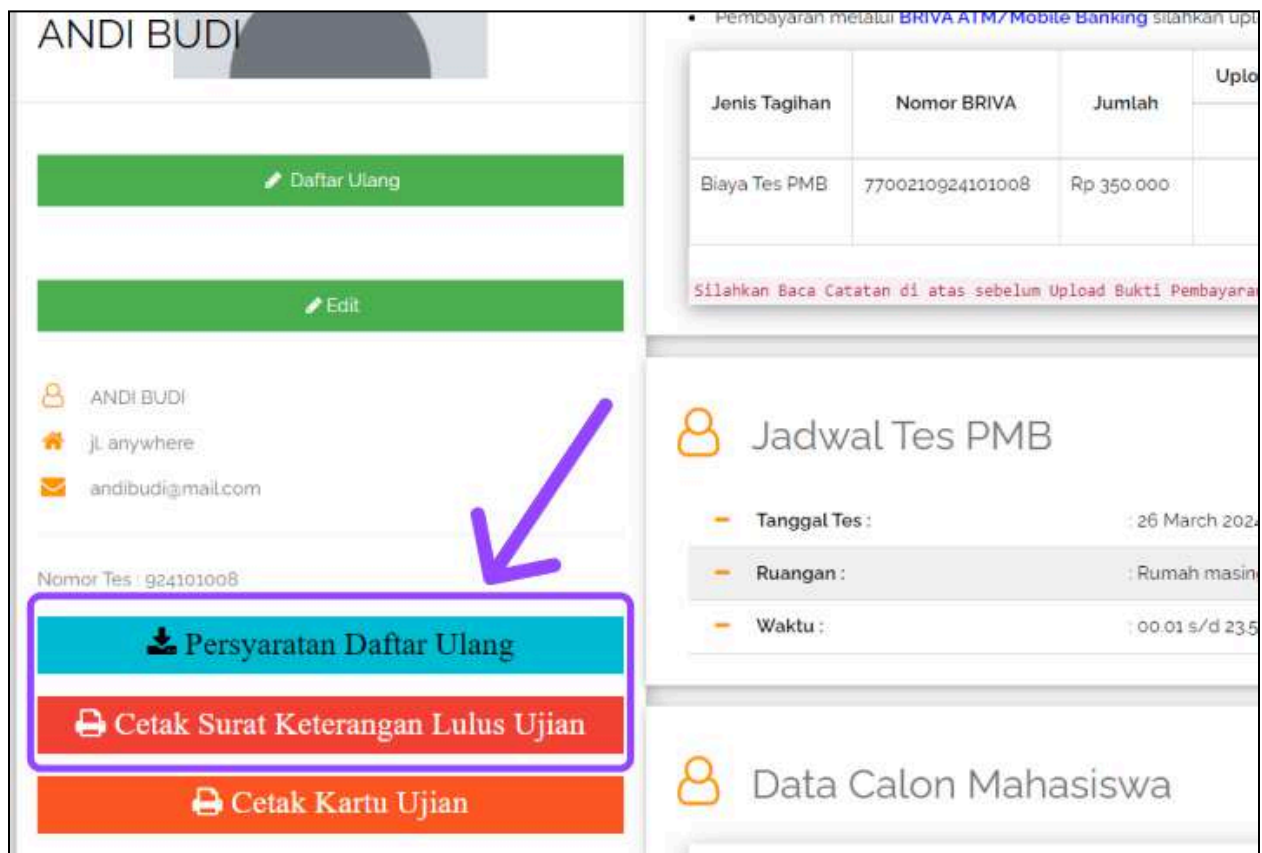 ANDI BUDI
Daftar Ulang
Edit
ANDI BUDI
jl. anywhere
andibudi@mail.com
Nomor Tes : 924101008
Persyaratan Daftar Ulang
Cetak Surat Keterangan Lulus Ujian
Cetak Kartu Ujian
Pembayaran melalui BRIVA ATM/Mobile Banking silahkan upl
Jenis Tagihan Nomor BRIVA Jumlah Uplo
Biaya Tes PMB 7700210924101008 Rp 350.000
Silahkan Baca Catatan di atas sebelum Upload Bukti Pembayara
Jadwal Tes PMB
Tanggal Tes : : 26 March 202
Ruangan : : Rumah masin
Waktu : : 00.01 s/d 23.5
Data Calon Mahasiswa